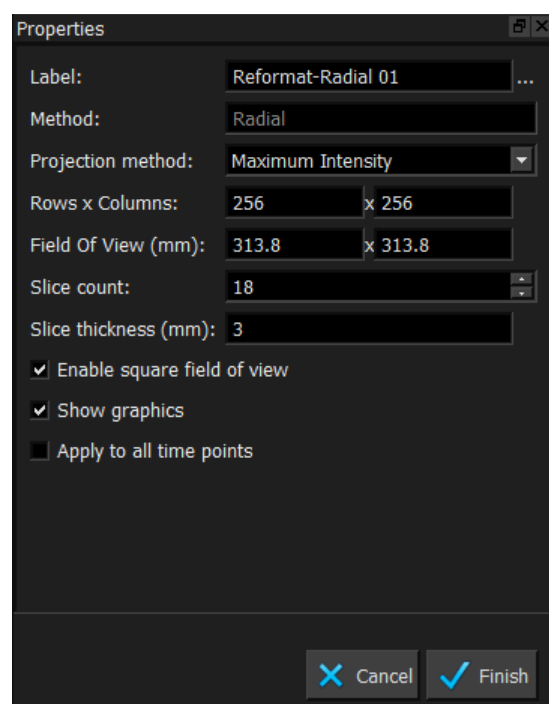 Properties
Label: Reformat-Radial 01 ...
Method: Radial
Projection method: Maximum Intensity
Rows x Columns: 256 x 256
Field Of View (mm): 313.8 x 313.8
Slice count: 18
Slice thickness (mm): 3
Enable square field of view
Show graphics
Apply to all time points
Cancel Finish